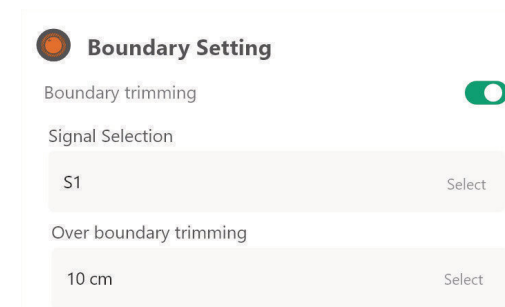 Boundary Setting
Boundary trimming
Signal Selection
S1 Select
Over boundary trimming
10 cm Select